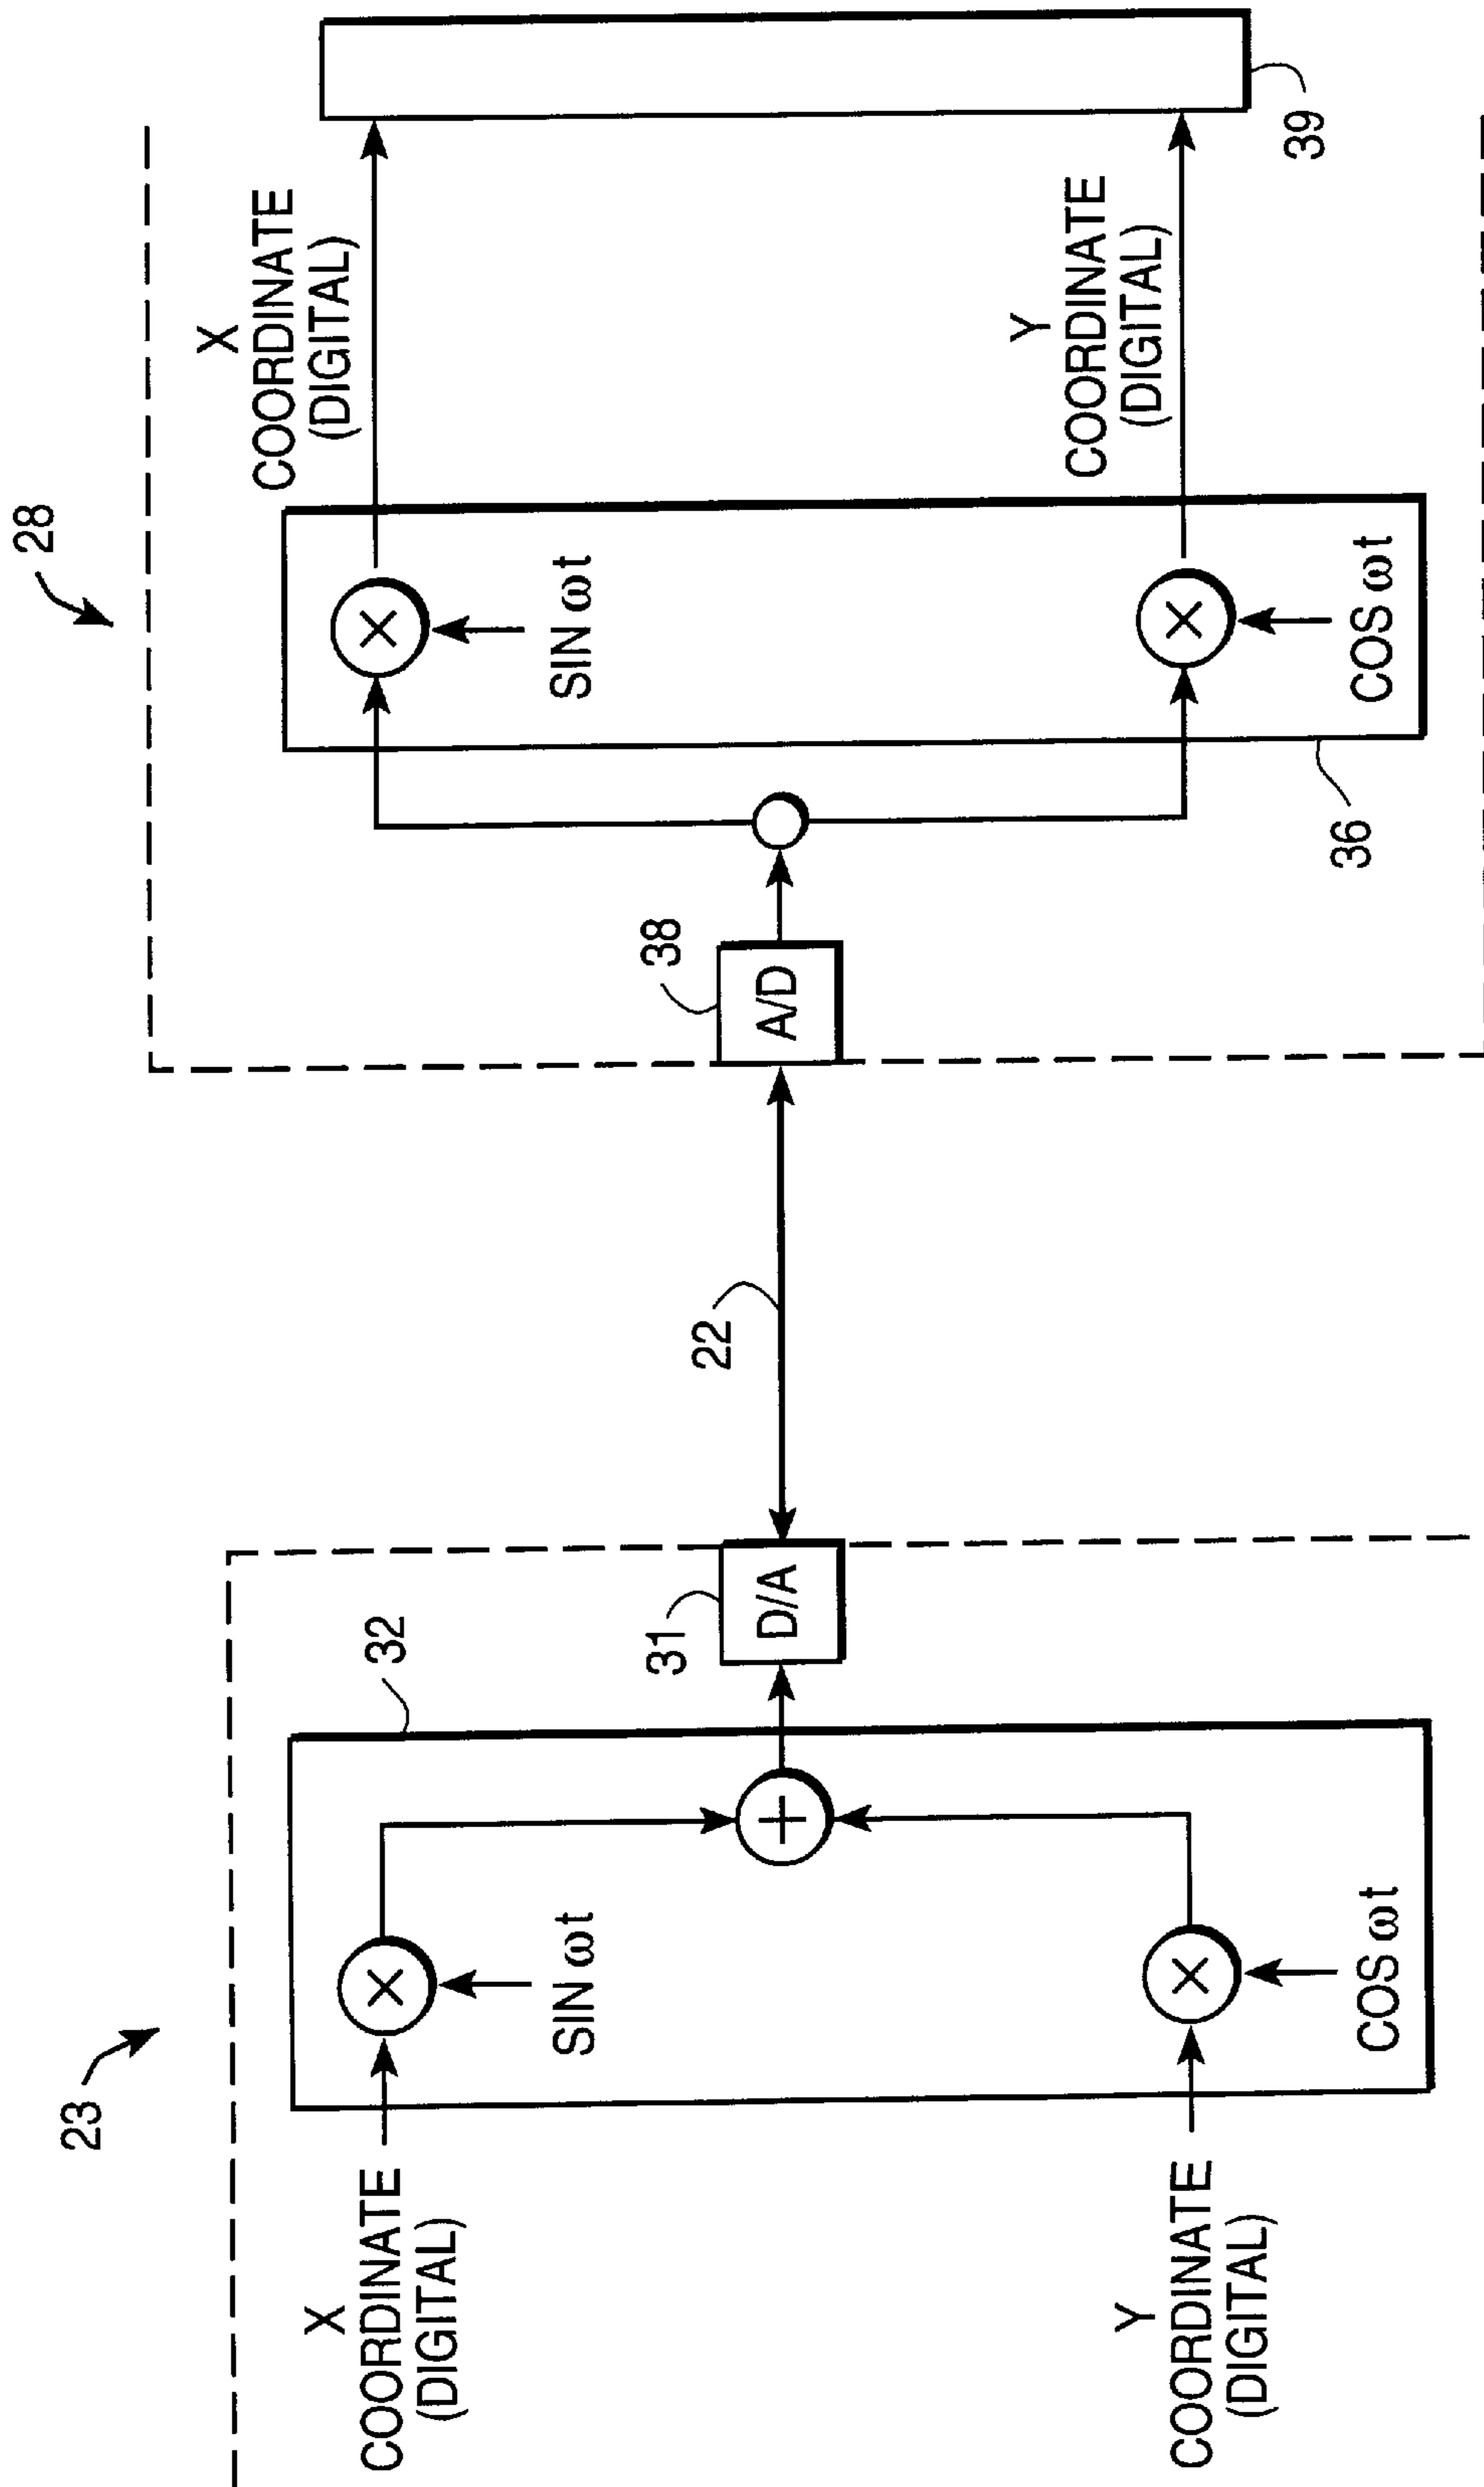 23
X
COORDINATE
(DIGITAL)
SIN ωt
32
Y
COORDINATE
(DIGITAL)
COS ωt
31
D/A
22
28
38
A/D
SIN ωt
COS ωt
36
X
COORDINATE
(DIGITAL)
Y
COORDINATE
(DIGITAL)
39